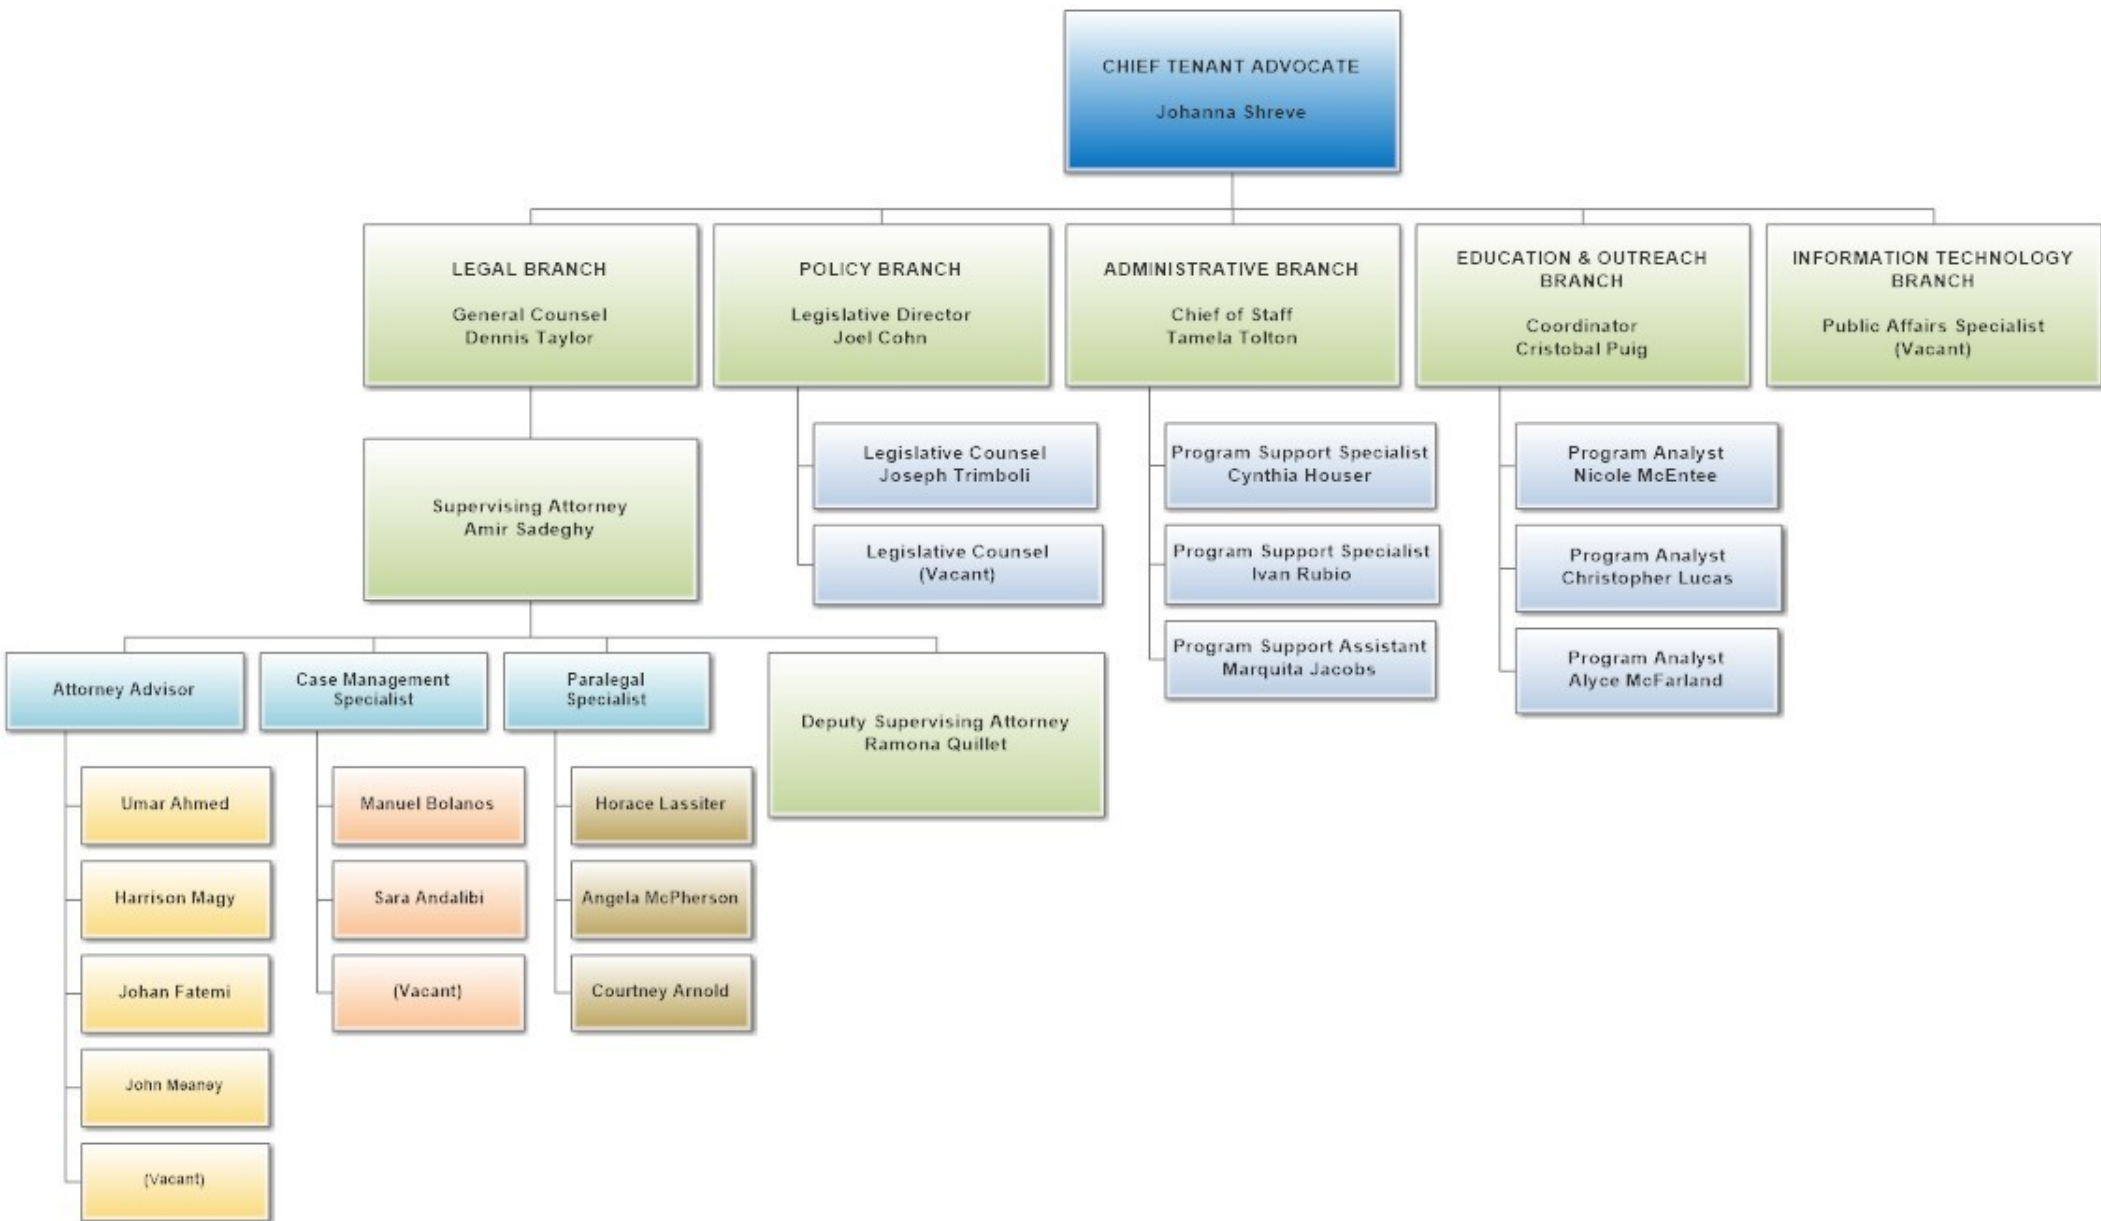 CHIEF TENANT ADVOCATE
Johanna Shreve
LEGAL BRANCH
General Counsel
Dennis Taylor
POLICY BRANCH
Legislative Director
Joel Cohn
ADMINISTRATIVE BRANCH
Chief of Staff
Tamela Tolton
EDUCATION & OUTREACH
BRANCH
Coordinator
Cristobal Puig
INFORMATION TECHNOLOGY
BRANCH
Public Affairs Specialist
(Vacant)
Supervising Attorney
Amir Sadeghy
Legislative Counsel
Joseph Trimboli
Legislative Counsel
(Vacant)
Program Support Specialist
Cynthia Houser
Program Support Specialist
Ivan Rubio
Program Support Assistant
Marquita Jacobs
Program Analyst
Nicole McEntee
Program Analyst
Christopher Lucas
Program Analyst
Alyce McFarland
Attorney Advisor
Umar Ahmed
Harrison Magy
Johan Fatemi
John Meaney
(Vacant)
Case Management
Specialist
Manuel Bolanos
Sara Andalibi
(Vacant)
Paralegal
Specialist
Horace Lassiter
Angela McPherson
Courtney Arnold
Deputy Supervising Attorney
Ramona Quillet